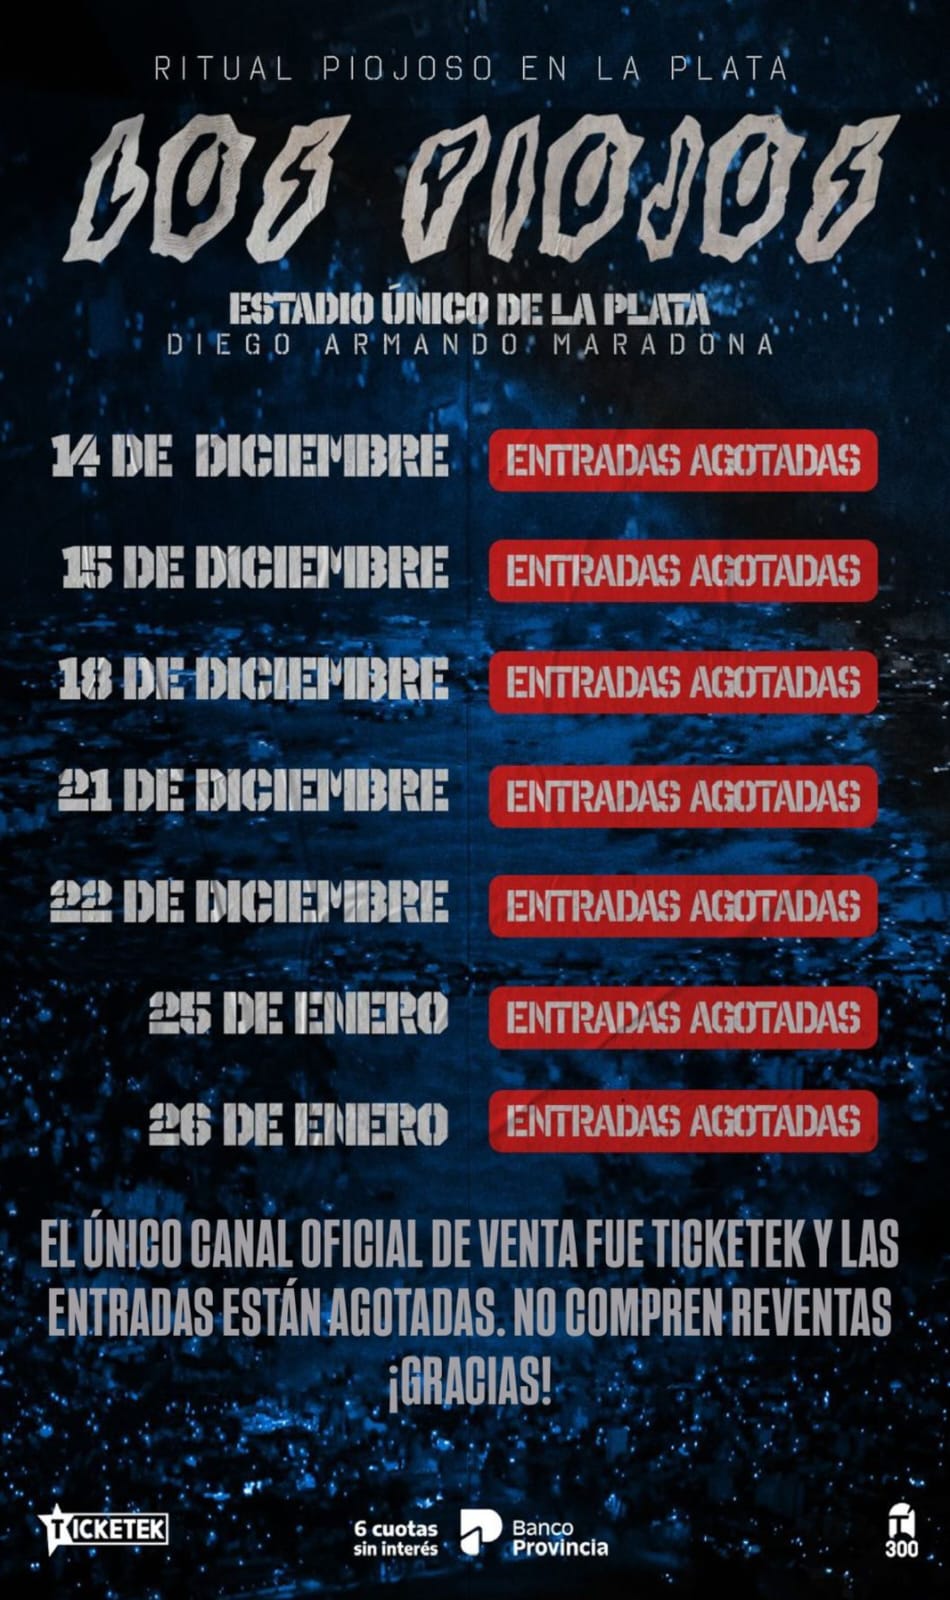 RITUAL PIOJOSO EN LA PLATA
LOS PIOJOS
ESTADIO ÚNICO DE LA PLATA
DIEGO ARMANDO MARADONA
14 DE DICIEMBRE ENTRADAS AGOTADAS
15 DE DICIEMBRE ENTRADAS AGOTADAS
18 DE DICIEMBRE ENTRADAS AGOTADAS
21 DE DICIEMBRE ENTRADAS AGOTADAS
22 DE DICIEMBRE ENTRADAS AGOTADAS
25 DE ENERO ENTRADAS AGOTADAS
26 DE ENERO ENTRADAS AGOTADAS
EL ÚNICO CANAL OFICIAL DE VENTA FUE TICKETEK Y LAS
ENTRADAS ESTÁN AGOTADAS. NO COMPREN REVENTAS
¡GRACIAS!
TICKETEK
6 cuotas
sin interés
Banco
Provincia
T
300